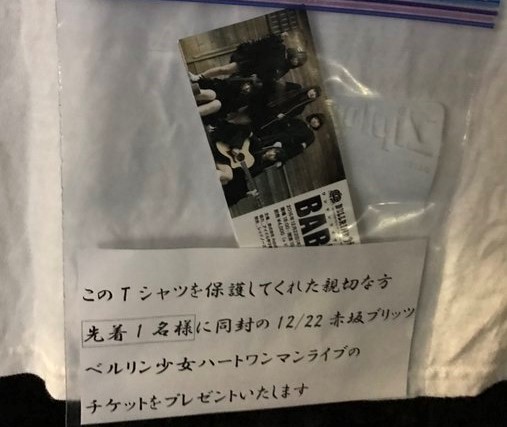 BAR
このTシャツを保護してくれた親切な方
先着1名様に同封の12/22赤坂ブリッツ
ベルリン少女ハートワンマンライブの
チケットをプレゼントいたします